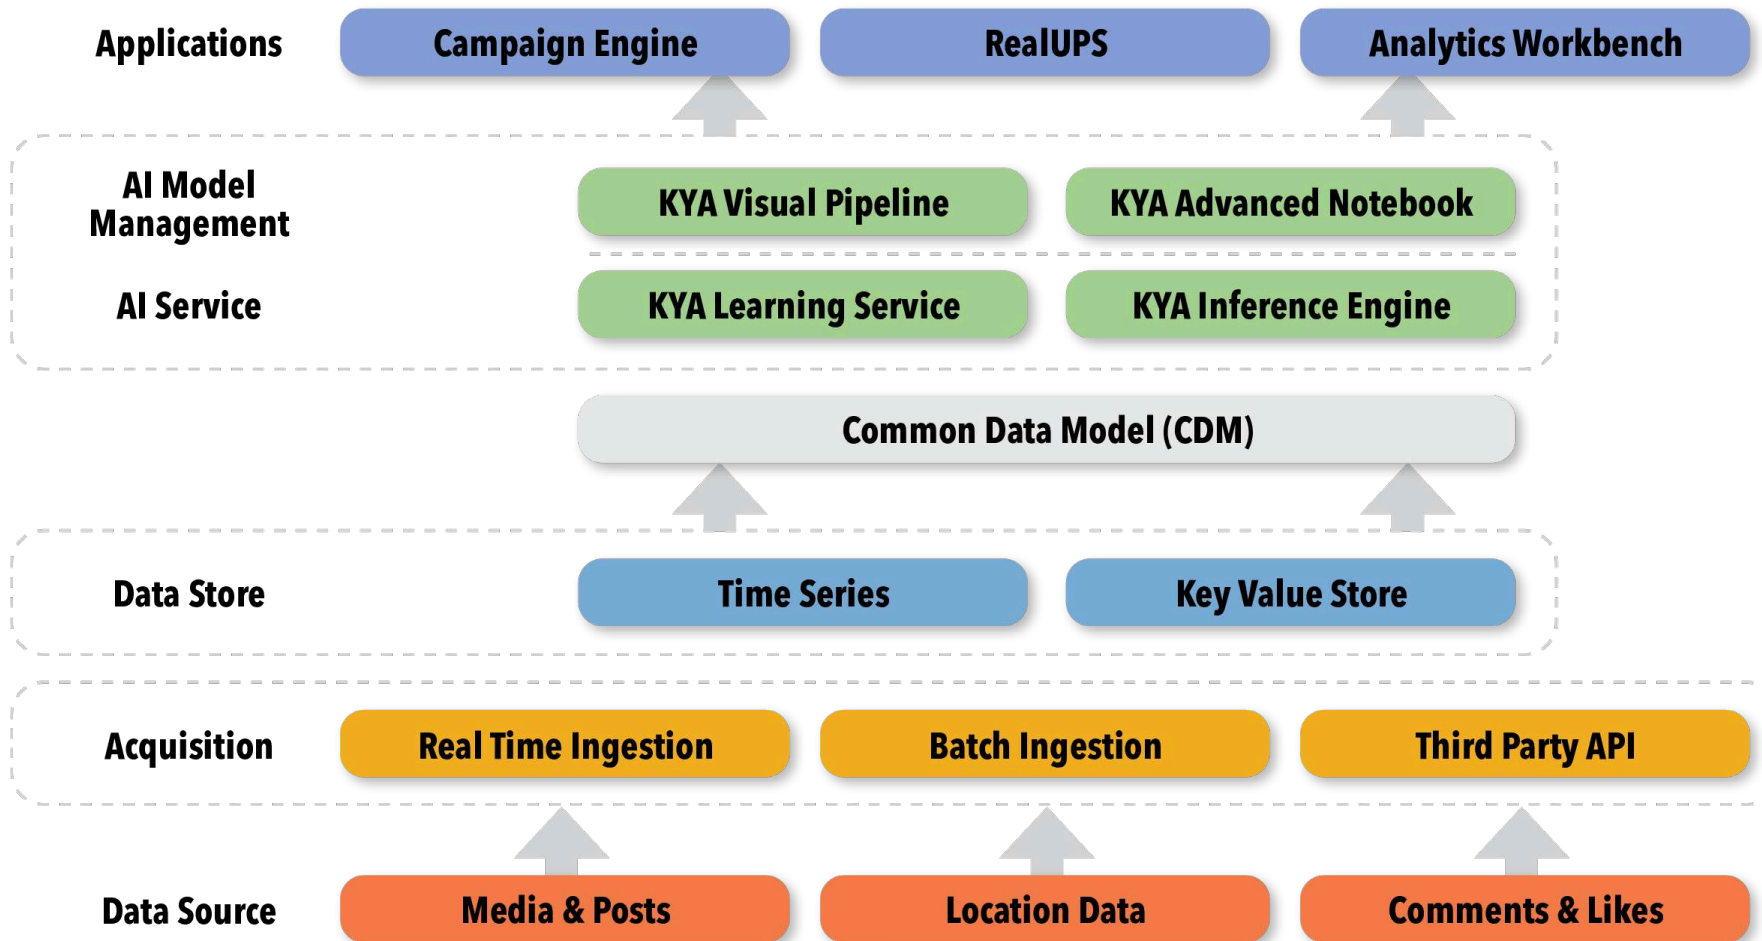 Applications
Campaign Engine
RealUPS
Analytics Workbench
AI Model
Management
KYA Visual Pipeline
KYA Advanced Notebook
AI Service
KYA Learning Service
KYA Inference Engine
Common Data Model (CDM)
Data Store
Time Series
Key Value Store
Acquisition
Real Time Ingestion
Batch Ingestion
Third Party API
Data Source
Media & Posts
Location Data
Comments & Likes